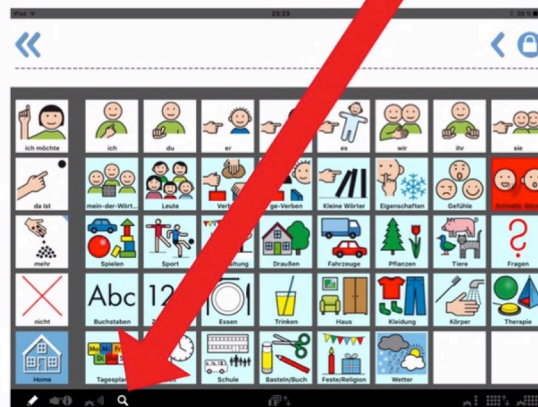 iPad
23:23
ich möchte
ich
du
er
es
wir
ihr
sie
da ist
mein-der-Wört...
Leute
Kleine Wörter
Eigenschaften
Gefühle
mehr
Spielen
Sport
Draußen
Fahrzeuge
Pflanzen
Tiere
Fragen
Abc
nicht
Buchstaben
Essen
Trinken
Haus
Kleidung
Körper
Therapie
Home
Tagesplan
Schule
Basteln/Buch
Feste/Religion
Wetter